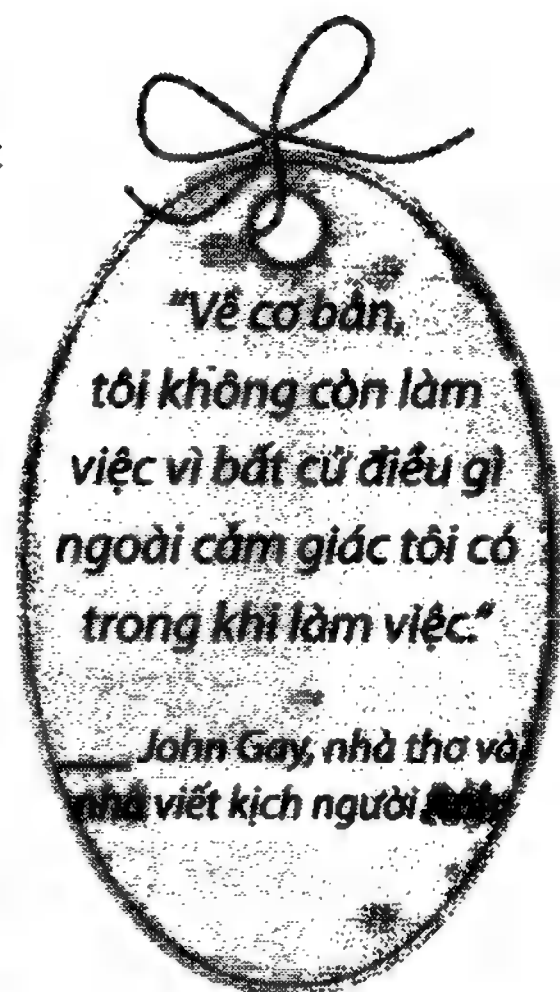 "Về cơ bản,
tôi không còn làm
việc vì bất cứ điều gì
ngoài cảm giác tôi có
trong khi làm việc."
John Gay, nhà thơ và
nhà viết kịch người